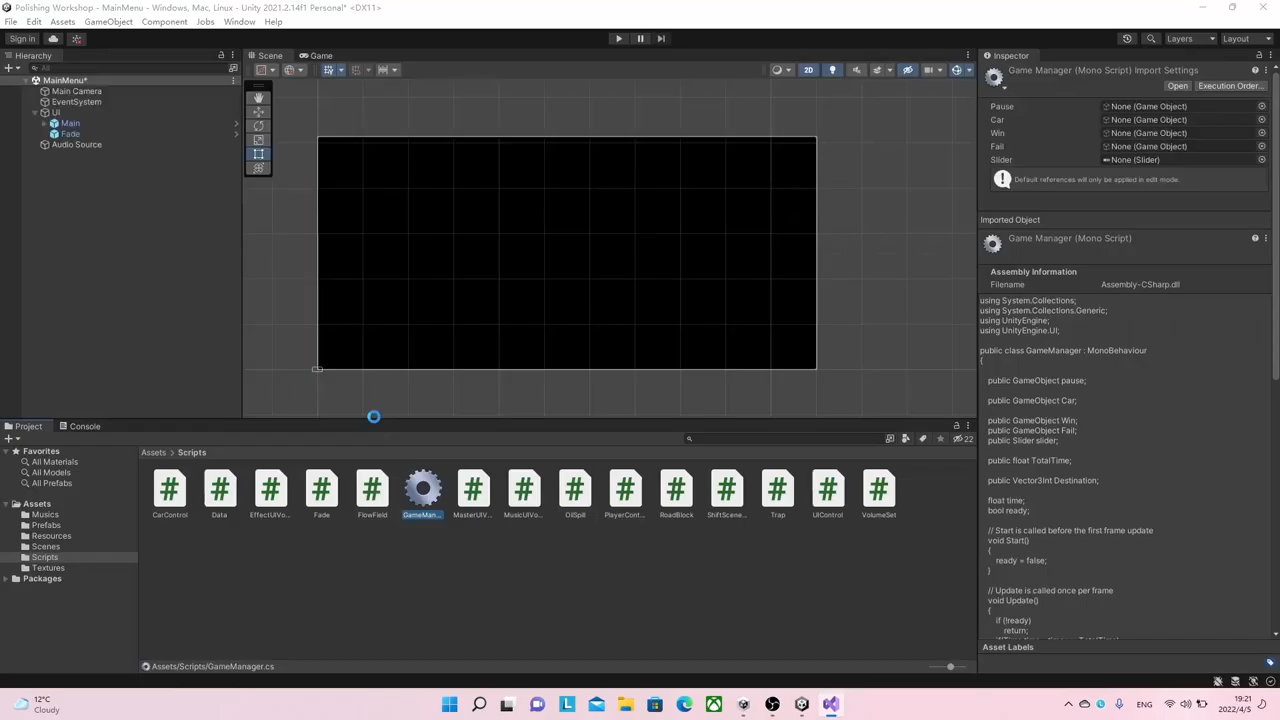 Polishing Workshop - MainMenu - Windows, Mac, Linux - Unity 2021.2.14f1 Personal* <DX11>
File Edit Assets GameObject Component Jobs Window Help
Sign in
Layers Layout
Hierarchy
All
MainMenu*
Main Camera
EventSystem
UI
Main
Fade
Audio Source
Scene Game
2D
Inspector
Game Manager (Mono Script) Import Settings
Open Execution Order...
Pause None (Game Object)
Car None (Game Object)
Win None (Game Object)
Fail None (Game Object)
Slider None (Slider)
Default references will only be applied in edit mode.
Imported Object
Game Manager (Mono Script)
Assembly Information
Filename Assembly-CSharp.dll
using System.Collections;
using System.Collections.Generic;
using UnityEngine;
using UnityEngine.UI;
public class GameManager : MonoBehaviour
{
public GameObject pause;
public GameObject Car;
public GameObject Win;
public GameObject Fail;
public Slider slider;
public float TotalTime;
public Vector3Int Destination;
float time;
bool ready;
// Start is called before the first frame update
void Start()
{
ready = false;
}
// Update is called once per frame
void Update()
{
if (!ready)
return;
Asset Labels
Project Console
22
Favorites
All Materials
All Models
All Prefabs
Assets
Musics
Prefabs
Resources
Scenes
Scripts
Textures
Packages
Assets > Scripts
CarControl Data EffectUIVo... Fade FlowField GameMan... MasterUIV... MusicUIVo... OilSpill PlayerCont... RoadBlock ShiftScene... Trap UIControl VolumeSet
Assets/Scripts/GameManager.cs
12°C
Cloudy
ENG
19:21
2022/4/5